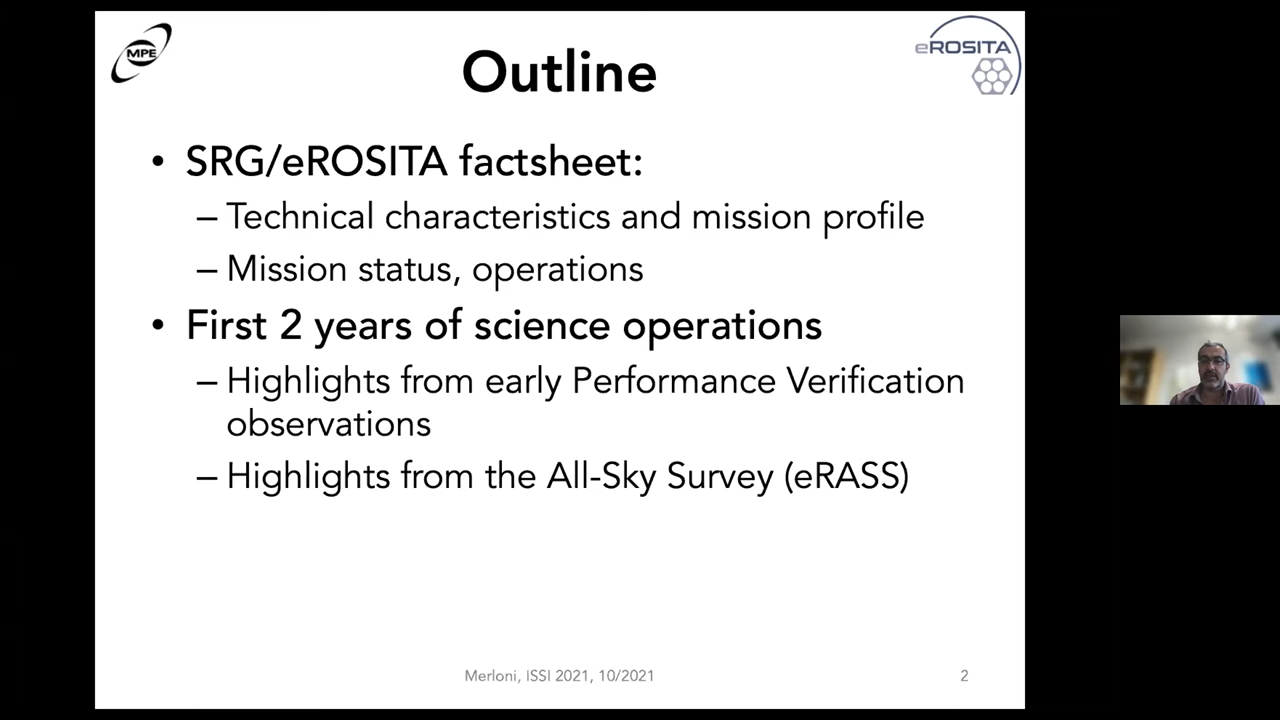 MPE
eROSITA
Outline
• SRG/eROSITA factsheet:
– Technical characteristics and mission profile
– Mission status, operations
• First 2 years of science operations
– Highlights from early Performance Verification
observations
– Highlights from the All-Sky Survey (eRASS)
Merloni, ISSI 2021, 10/2021
2